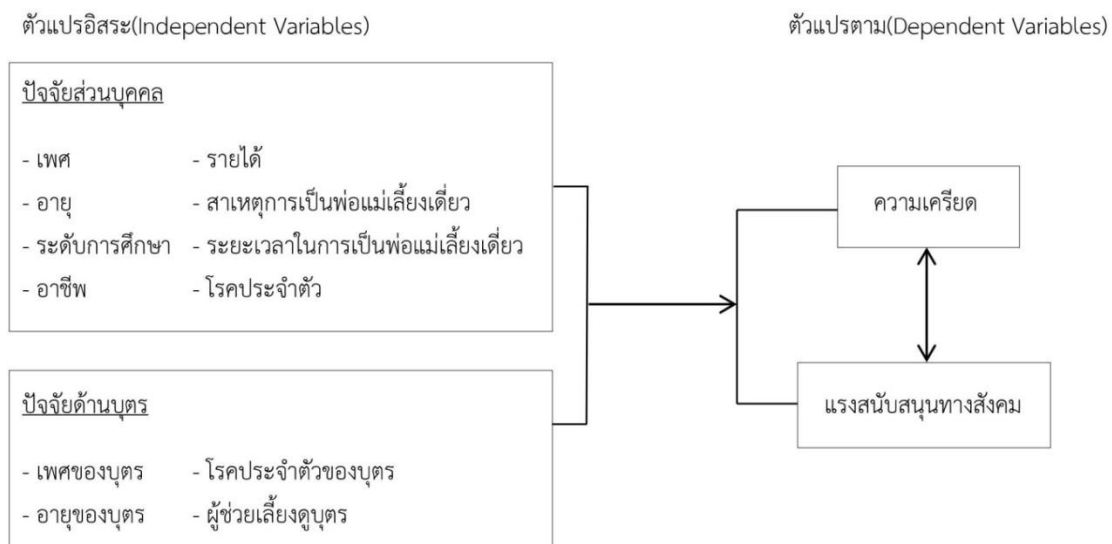 ตัวแปรอิสระ(Independent Variables)
ตัวแปรตาม(Dependent Variables)
ปัจจัยส่วนบุคคล
- เพศ - รายได้
- อายุ - สาเหตุการเป็นพ่อแม่เลี้ยงเดี่ยว
- ระดับการศึกษา - ระยะเวลาในการเป็นพ่อแม่เลี้ยงเดี่ยว
- อาชีพ - โรคประจำตัว
ปัจจัยด้านบุตร
- เพศของบุตร - โรคประจำตัวของบุตร
- อายุของบุตร - ผู้ช่วยเลี้ยงดูบุตร
ความเครียด
แรงสนับสนุนทางสังคม